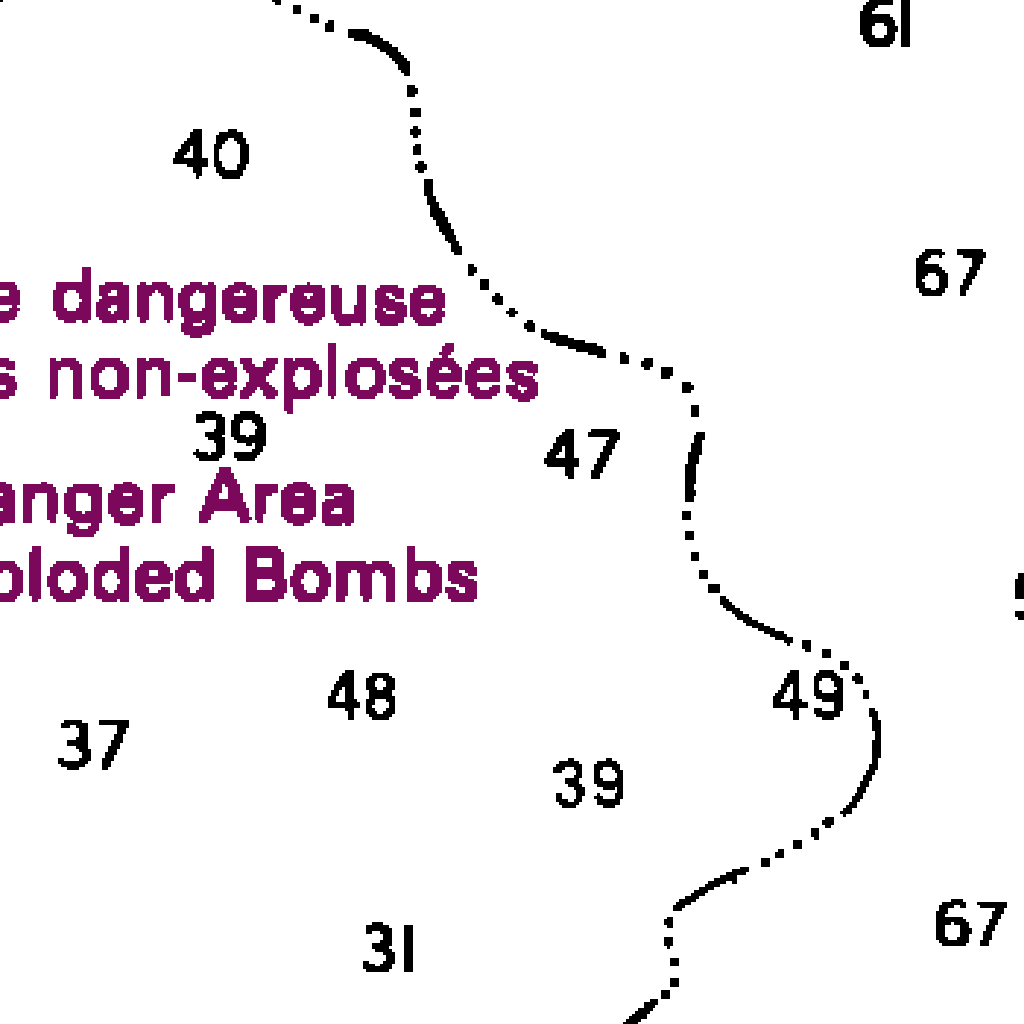 61
40
67
e dangereuse
s non-explosées
39
47
anger Area
ploded Bombs
48
49
37
39
67
31